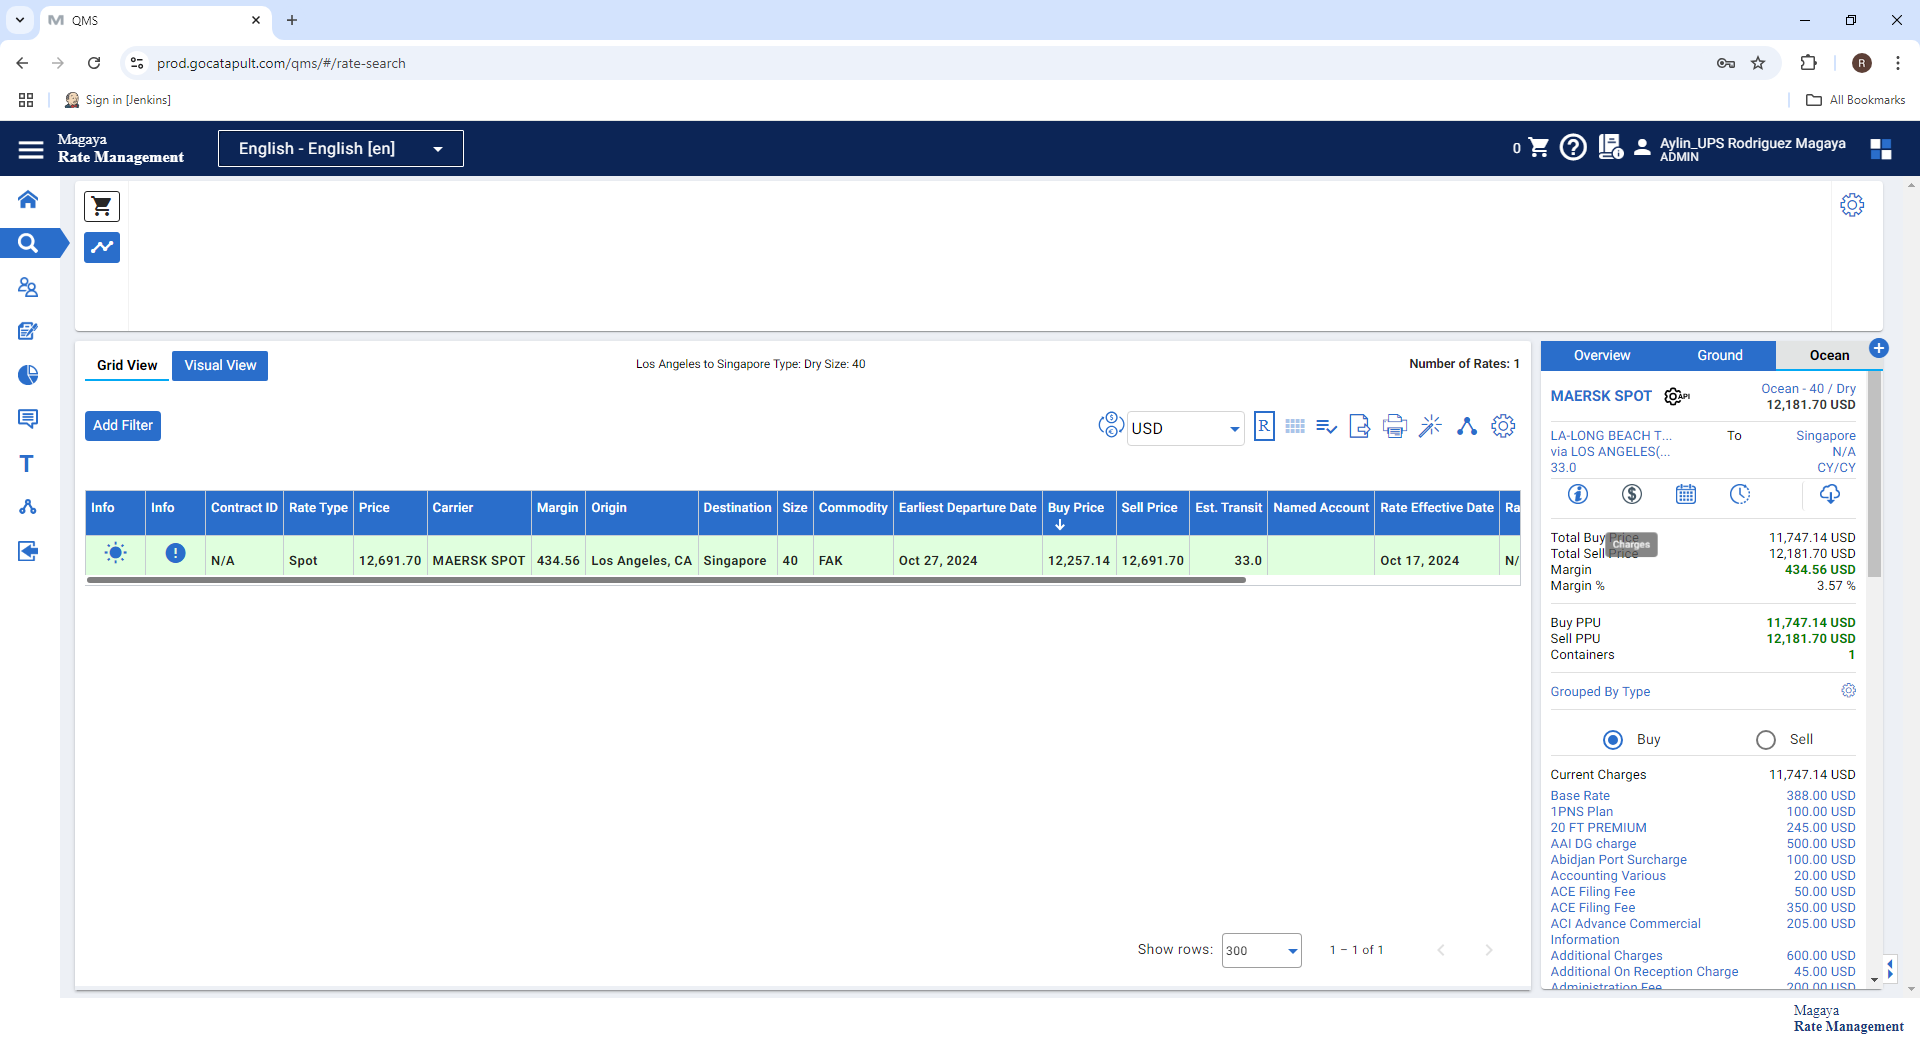 QMS
prod.gocatapult.com/qms/#/rate-search
R
Sign in [Jenkins]
All Bookmarks
Magaya
Rate Management
English - English [en]
0
Aylin_UPS Rodriguez Magaya
ADMIN
Grid View
Visual View
Los Angeles to Singapore Type: Dry Size: 40
Number of Rates: 1
Add Filter
USD
R
Info Info Contract ID Rate Type Price Carrier Margin Origin Destination Size Commodity Earliest Departure Date Buy Price Sell Price Est. Transit Named Account Rate Effective Date Ra
N/A Spot 12,691.70 MAERSK SPOT 434.56 Los Angeles, CA Singapore 40 FAK Oct 27, 2024 12,257.14 12,691.70 33.0 Oct 17, 2024 N/
Show rows: 300 1 – 1 of 1
Overview Ground Ocean
MAERSK SPOT API Ocean - 40 / Dry
12,181.70 USD
LA-LONG BEACH T... To Singapore
via LOS ANGELES(... N/A
33.0 CY/CY
Total Buy Price 11,747.14 USD
Charges
Total Sell Price 12,181.70 USD
Margin 434.56 USD
Margin % 3.57 %
Buy PPU 11,747.14 USD
Sell PPU 12,181.70 USD
Containers 1
Grouped By Type
Buy Sell
Current Charges 11,747.14 USD
Base Rate 388.00 USD
1PNS Plan 100.00 USD
20 FT PREMIUM 245.00 USD
AAI DG charge 500.00 USD
Abidjan Port Surcharge 100.00 USD
Accounting Various 20.00 USD
ACE Filing Fee 50.00 USD
ACE Filing Fee 350.00 USD
ACI Advance Commercial 205.00 USD
Information
Additional Charges 600.00 USD
Additional On Reception Charge 45.00 USD
Administration Fee 200.00 USD
Magaya
Rate Management